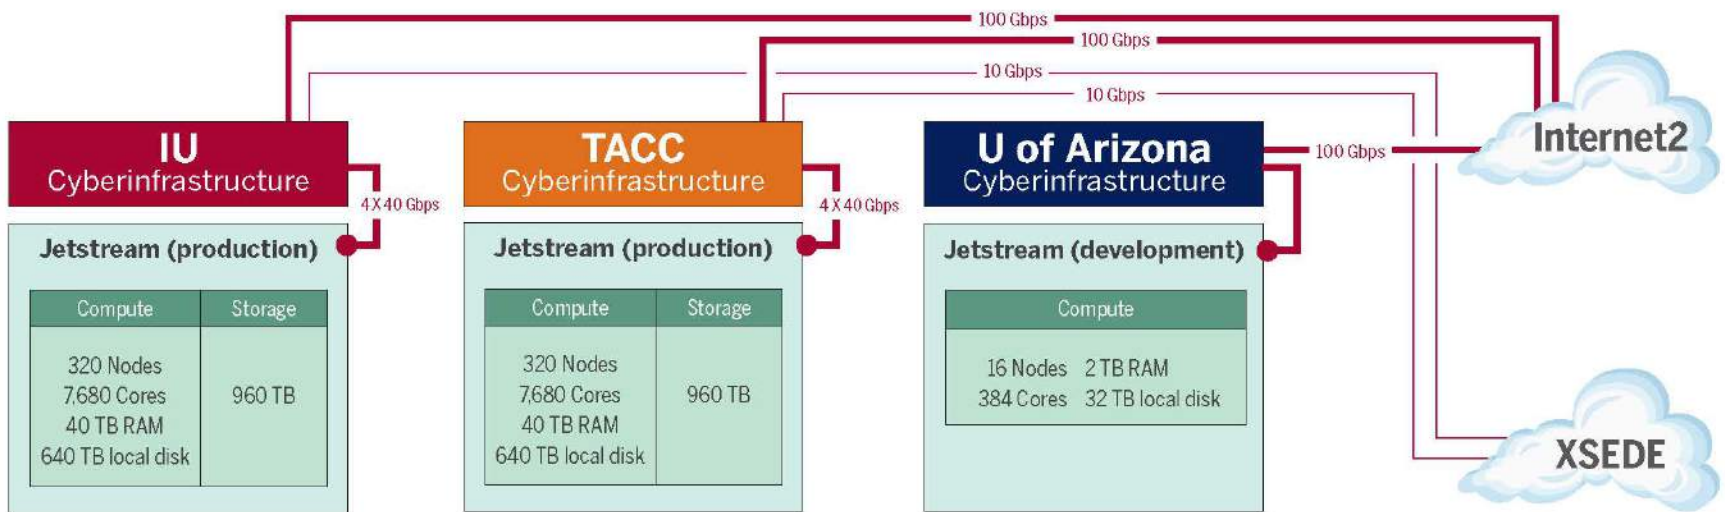 100 Gbps
100 Gbps
10 Gbps
10 Gbps
IU
Cyberinfrastructure
4 X 40 Gbps
Jetstream (production)
Compute
Storage
320 Nodes
7,680 Cores
40 TB RAM
640 TB local disk
960 TB
TACC
Cyberinfrastructure
4 X 40 Gbps
Jetstream (production)
Compute
Storage
320 Nodes
7,680 Cores
40 TB RAM
640 TB local disk
960 TB
U of Arizona
Cyberinfrastructure
100 Gbps
Jetstream (development)
Compute
16 Nodes 2 TB RAM
384 Cores 32 TB local disk
Internet2
XSEDE